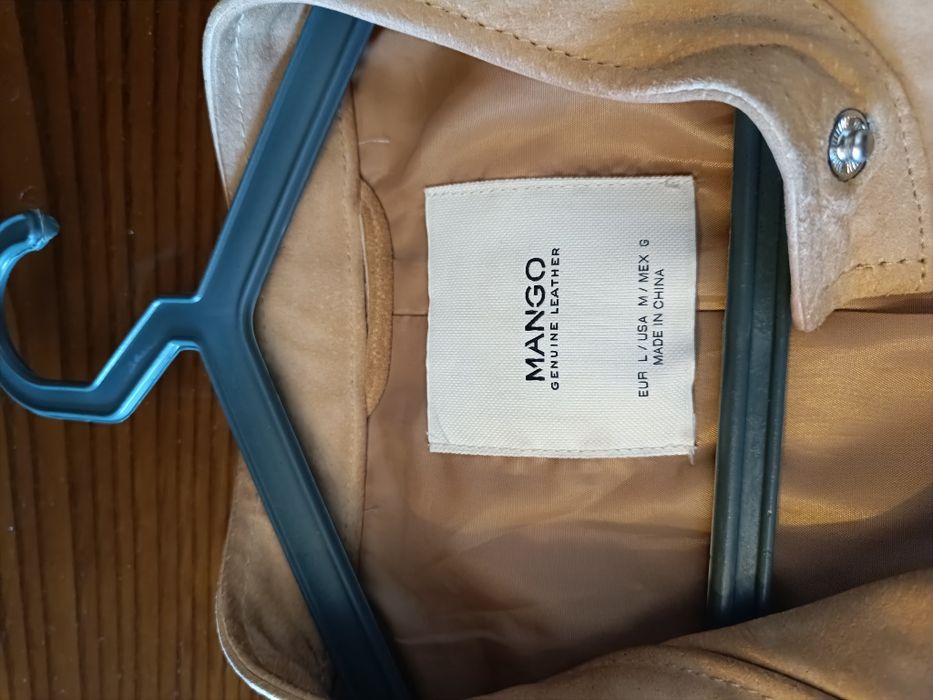 MANGO
GENUINE LEATHER
EUR L / USA M / MEX G
MADE IN CHINA